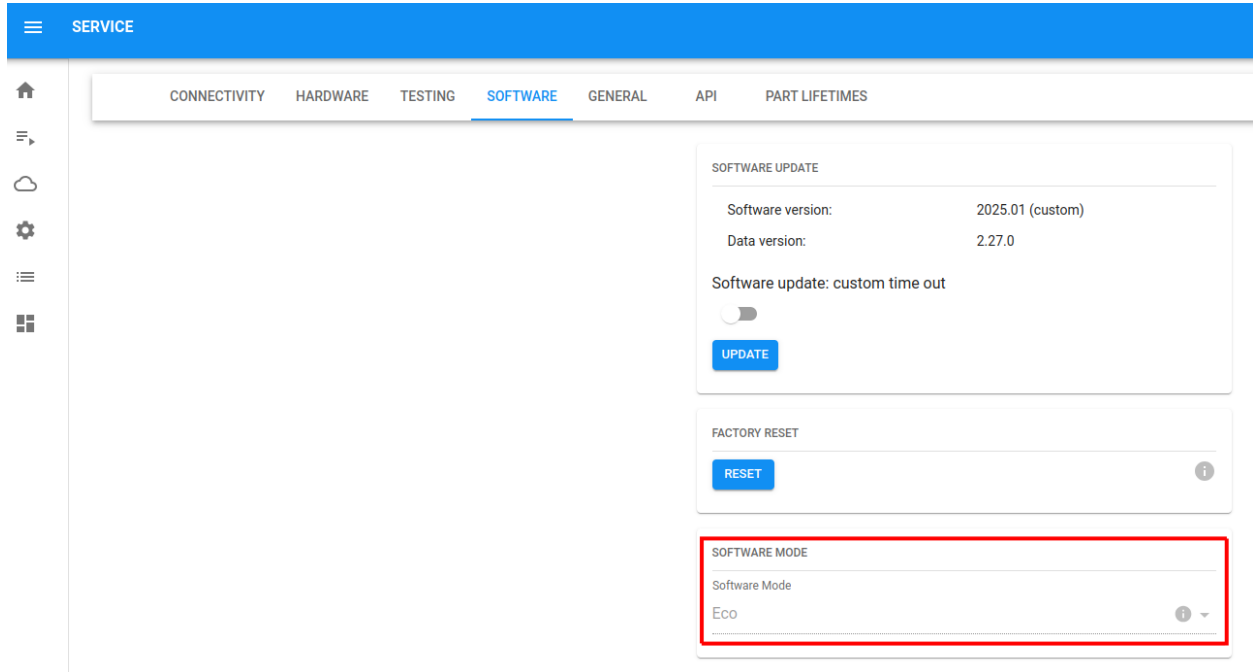 SERVICE
CONNECTIVITY HARDWARE TESTING SOFTWARE GENERAL API PART LIFETIMES
SOFTWARE UPDATE
Software version: 2025.01 (custom)
Data version: 2.27.0
Software update: custom time out
UPDATE
FACTORY RESET
RESET
SOFTWARE MODE
Software Mode
Eco